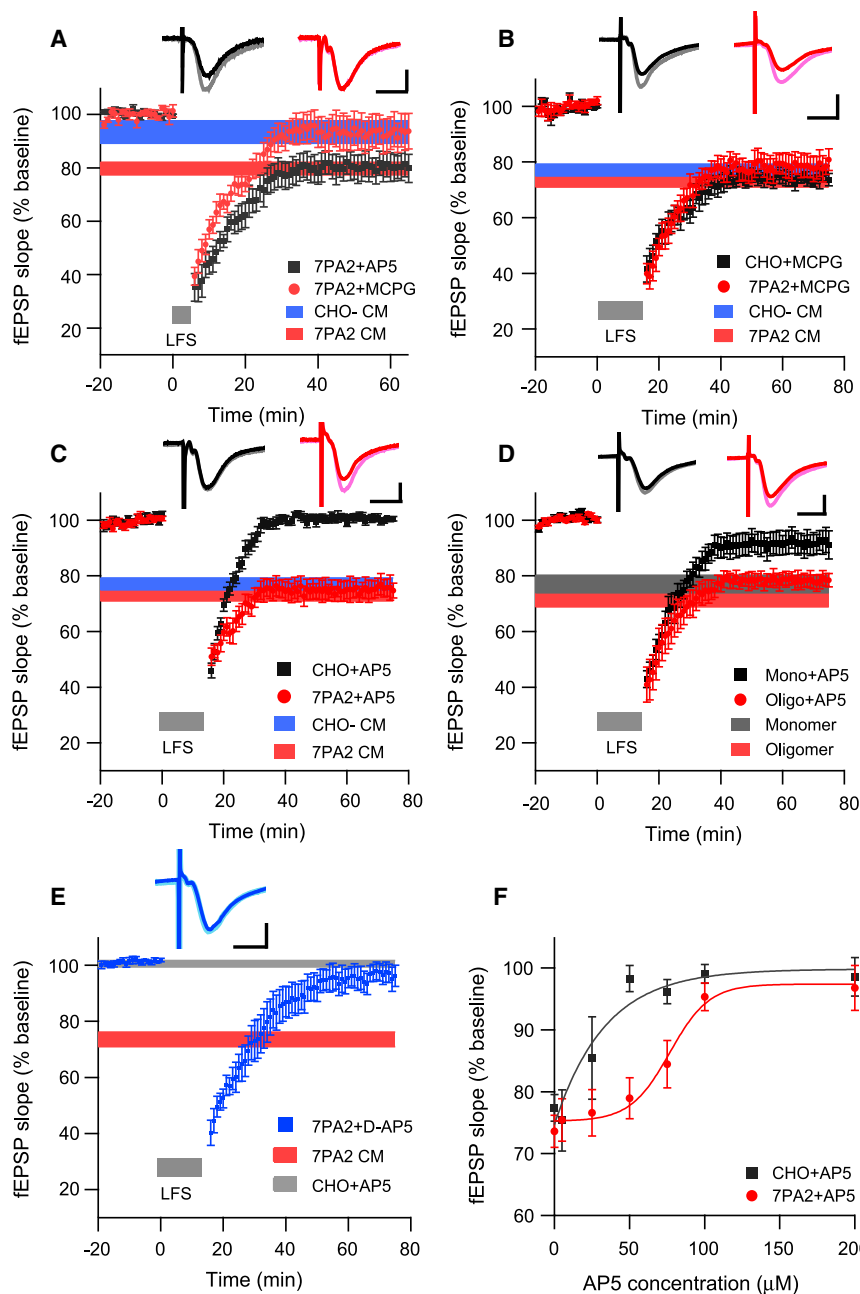 A
fEPSP slope (% baseline)
100
80
60
40
20
7PA2+AP5
7PA2+MCPG
CHO- CM
7PA2 CM
LFS
-20 0 20 40 60
Time (min)
B
fEPSP slope (% baseline)
100
80
60
40
20
CHO+MCPG
7PA2+MCPG
CHO- CM
7PA2 CM
LFS
-20 0 20 40 60 80
Time (min)
C
fEPSP slope (% baseline)
100
80
60
40
20
CHO+AP5
7PA2+AP5
CHO- CM
7PA2 CM
LFS
-20 0 20 40 60 80
Time (min)
D
fEPSP slope (% baseline)
100
80
60
40
20
Mono+AP5
Oligo+AP5
Monomer
Oligomer
LFS
-20 0 20 40 60 80
Time (min)
E
fEPSP slope (% baseline)
100
80
60
40
20
7PA2+D-AP5
7PA2 CM
CHO+AP5
LFS
-20 0 20 40 60 80
Time (min)
F
fEPSP slope (% baseline)
100
90
80
70
60
CHO+AP5
7PA2+AP5
0 50 100 150 200
AP5 concentration (μM)